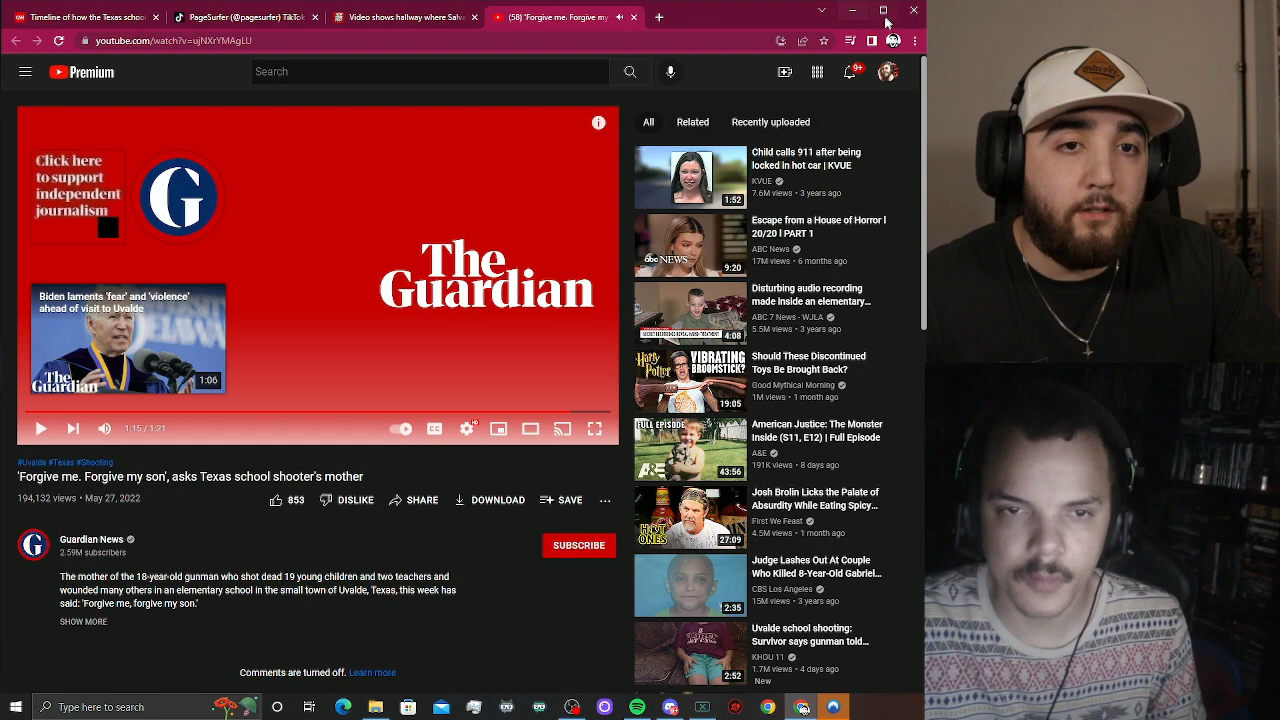 Timeline of how the Texas school
PageSurfer (@pagesurfer) TikTok
Video shows hallway where Salva
(58) 'Forgive me. Forgive my
youtube.com/watch?v=ujNXrYMAgLU
Premium
Search
9+
Click here
to support
independent
journalism
G
The
Guardian
Biden laments 'fear' and 'violence'
ahead of visit to Uvalde
The
Guardian
1:06
1:15 / 1:21
CC
HD
#Uvalde #Texas #Shooting
'Forgive me. Forgive my son', asks Texas school shooter's mother
194,132 views • May 27, 2022
853
DISLIKE
SHARE
DOWNLOAD
SAVE
G
Guardian News
2.59M subscribers
SUBSCRIBE
The mother of the 18-year-old gunman who shot dead 19 young children and two teachers and
wounded many others in an elementary school in the small town of Uvalde, Texas, this week has
said: 'Forgive me, forgive my son.'
SHOW MORE
Comments are turned off. Learn more
All
Related
Recently uploaded
1:52
Child calls 911 after being
locked in hot car | KVUE
KVUE
7.6M views • 3 years ago
abc NEWS
9:20
Escape from a House of Horror l
20/20 l PART 1
ABC News
17M views • 6 months ago
4:08
Disturbing audio recording
made inside an elementary...
ABC 7 News - WJLA
5.5M views • 3 years ago
Harry Potter
VIBRATING
BROOMSTICK?
19:05
Should These Discontinued
Toys Be Brought Back?
Good Mythical Morning
1M views • 1 month ago
FULL EPISODE
A&E
43:56
American Justice: The Monster
Inside (S11, E12) | Full Episode
A&E
191K views • 8 days ago
HOT
ONES
27:09
Josh Brolin Licks the Palate of
Absurdity While Eating Spicy...
First We Feast
4.5M views • 1 month ago
2:35
Judge Lashes Out At Couple
Who Killed 8-Year-Old Gabriel...
CBS Los Angeles
15M views • 3 years ago
2:52
Uvalde school shooting:
Survivor says gunman told...
KHOU 11
1.7M views • 4 days ago
New
Type here to search